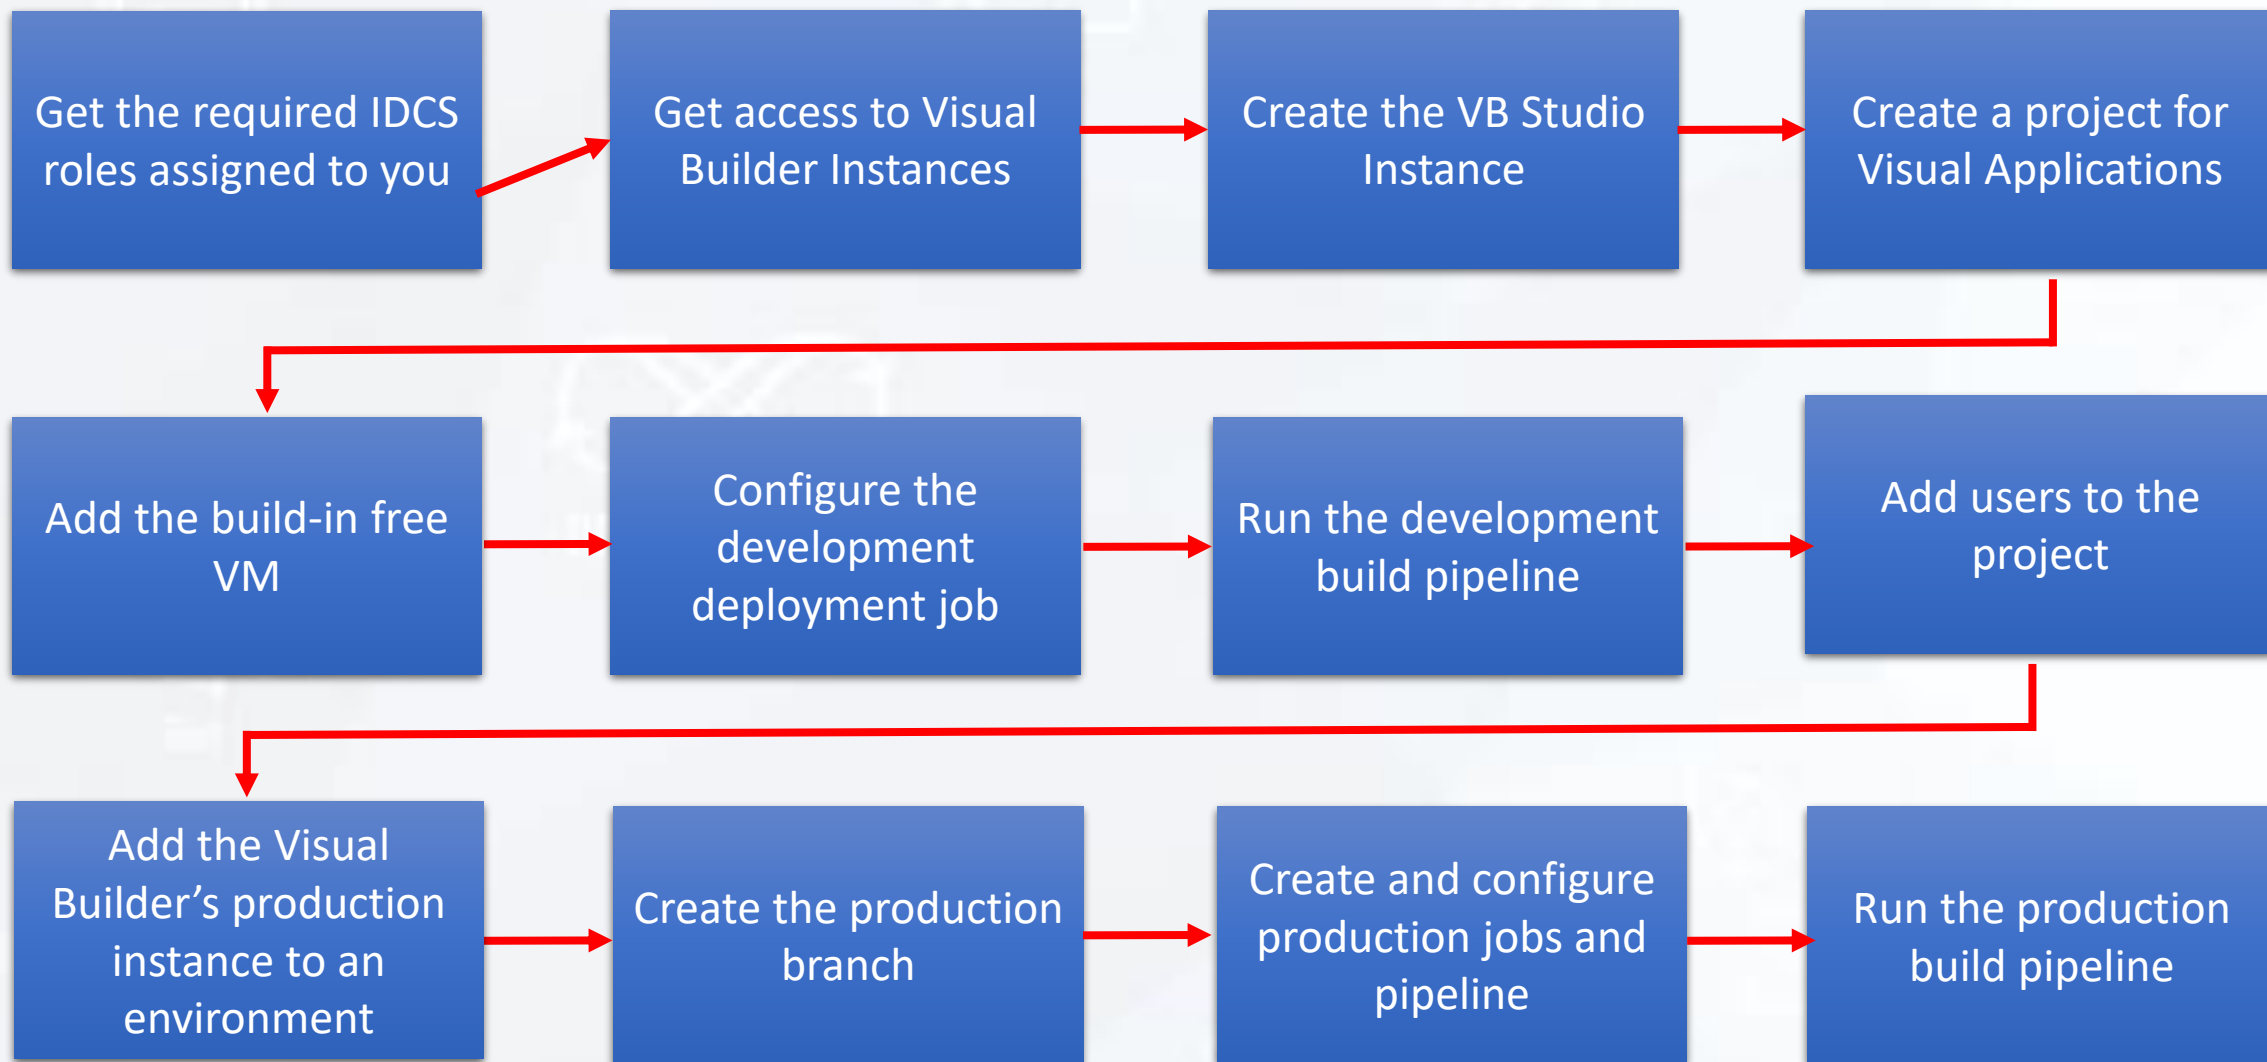 Get the required IDCS
roles assigned to you
Get access to Visual
Builder Instances
Create the VB Studio
Instance
Create a project for
Visual Applications
Add the build-in free
VM
Configure the
development
deployment job
Run the development
build pipeline
Add users to the
project
Add the Visual
Builder’s production
instance to an
environment
Create the production
branch
Create and configure
production jobs and
pipeline
Run the production
build pipeline